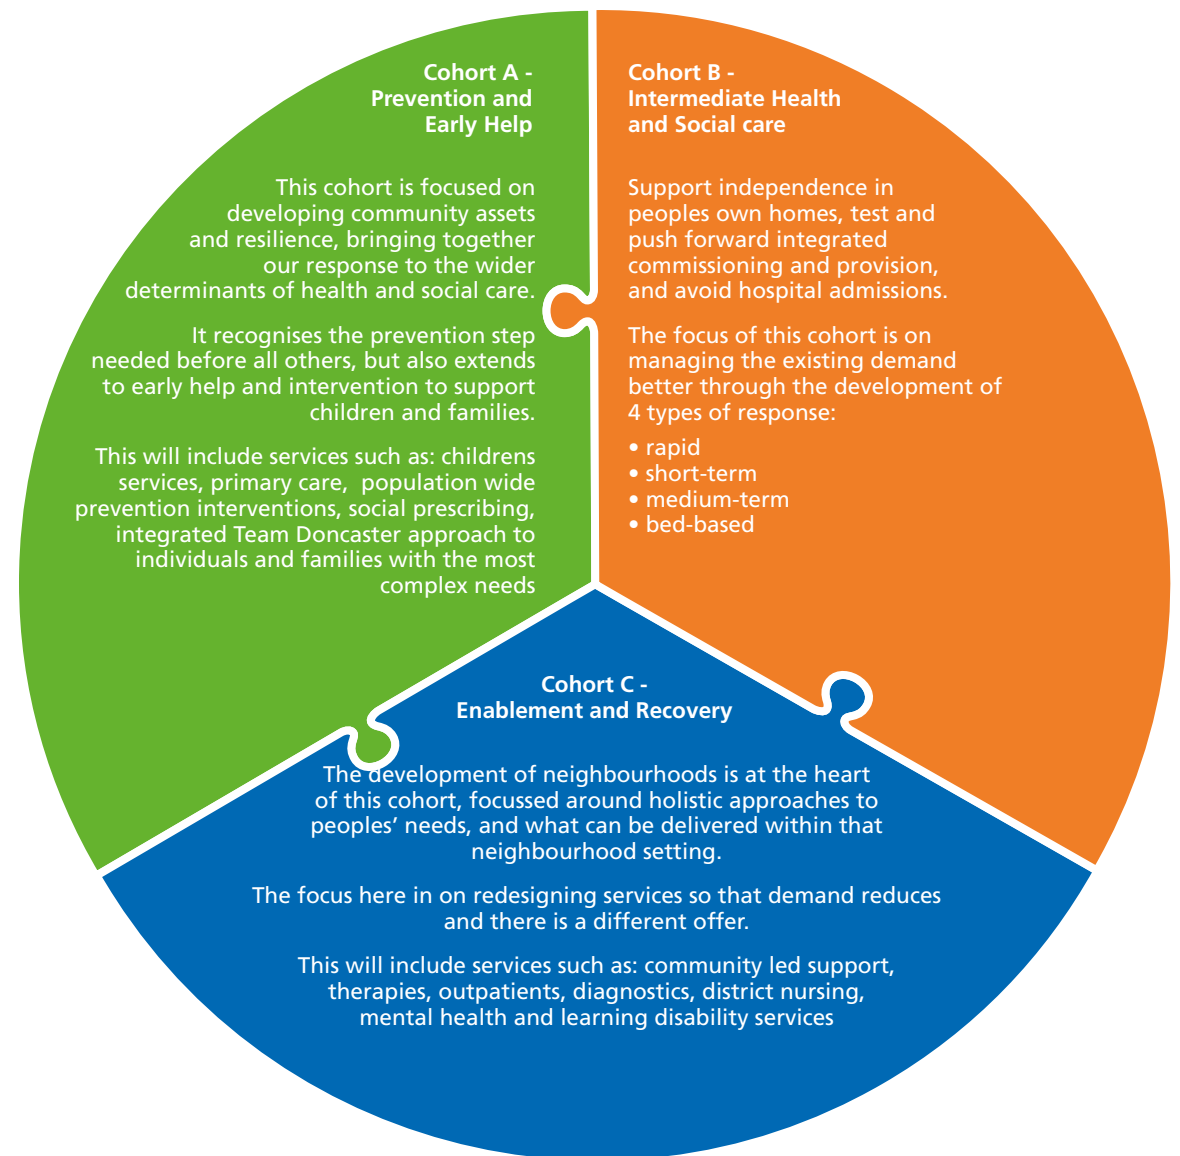 Cohort A -
Prevention and
Early Help
This cohort is focused on
developing community assets
and resilience, bringing together
our response to the wider
determinants of health and social care.
It recognises the prevention step
needed before all others, but also extends
to early help and intervention to support
children and families.
This will include services such as: childrens
services, primary care, population wide
prevention interventions, social prescribing,
integrated Team Doncaster approach to
individuals and families with the most
complex needs
Cohort B -
Intermediate Health
and Social care
Support independence in
peoples own homes, test and
push forward integrated
commissioning and provision,
and avoid hospital admissions.
The focus of this cohort is on
managing the existing demand
better through the development of
4 types of response:
• rapid
• short-term
• medium-term
• bed-based
Cohort C -
Enablement and Recovery
The development of neighbourhoods is at the heart
of this cohort, focussed around holistic approaches to
peoples’ needs, and what can be delivered within that
neighbourhood setting.
The focus here in on redesigning services so that demand reduces
and there is a different offer.
This will include services such as: community led support,
therapies, outpatients, diagnostics, district nursing,
mental health and learning disability services